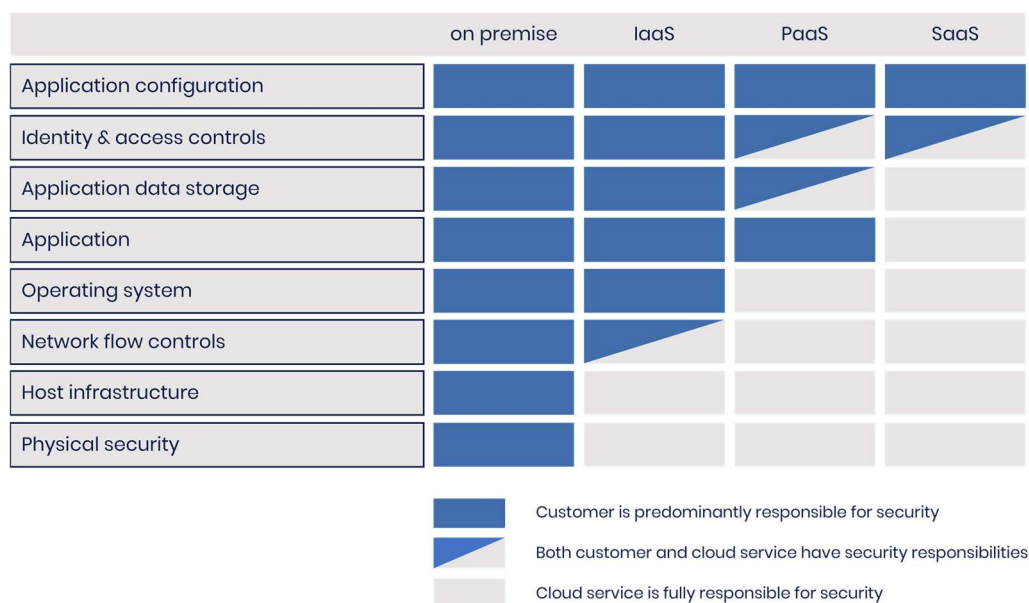 on premise IaaS PaaS SaaS
Application configuration
Identity & access controls
Application data storage
Application
Operating system
Network flow controls
Host infrastructure
Physical security
Customer is predominantly responsible for security
Both customer and cloud service have security responsibilities
Cloud service is fully responsible for security